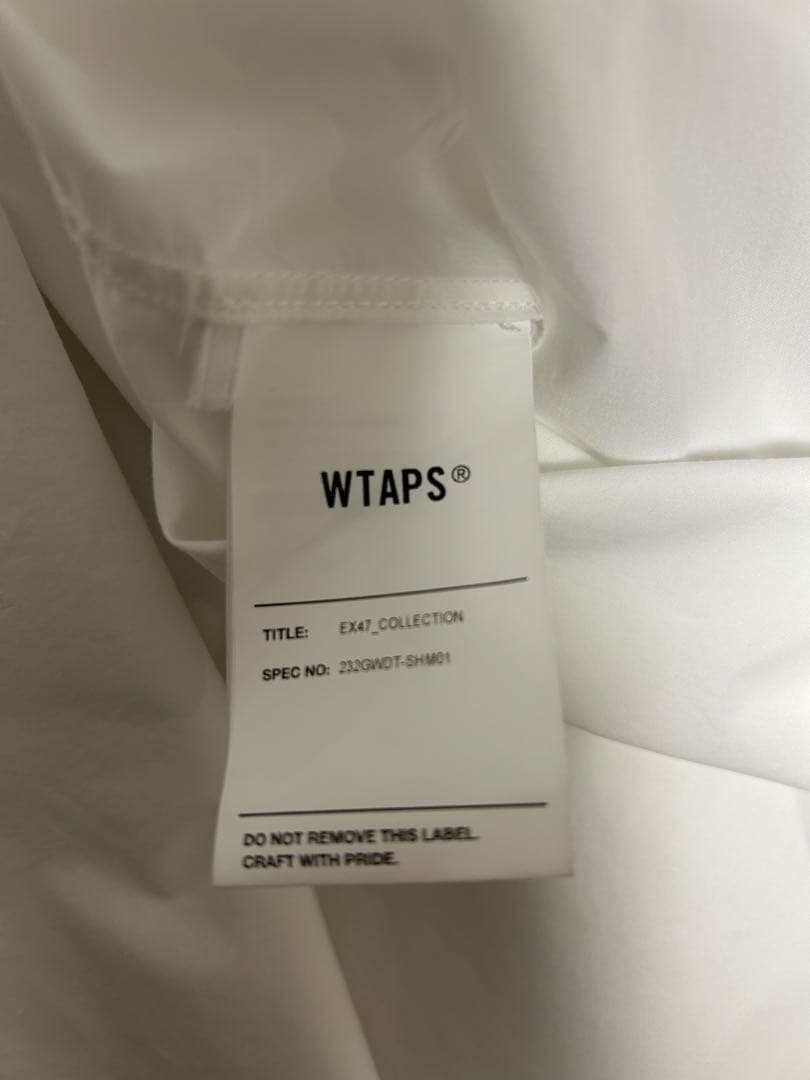 WTAPS®
TITLE: EX47_COLLECTION
SPEC NO: 232GWDT-SHM01
DO NOT REMOVE THIS LABEL.
CRAFT WITH PRIDE.